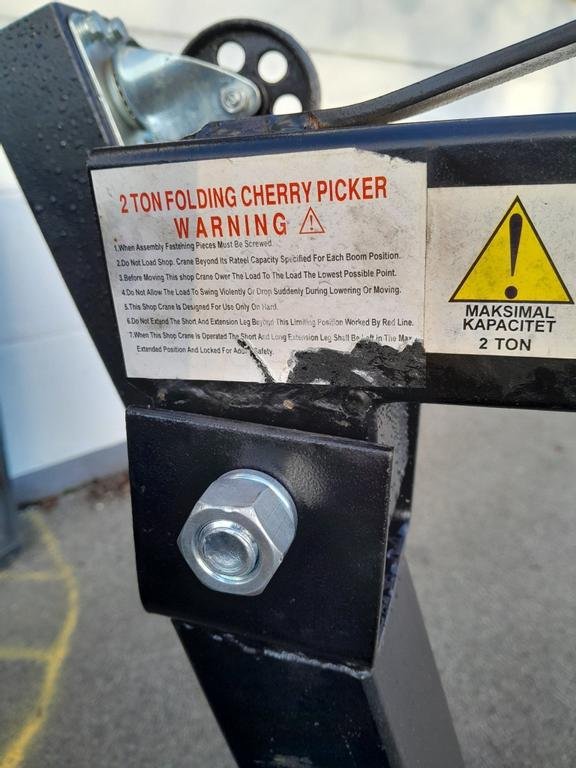 2 TON FOLDING CHERRY PICKER
WARNING
1.When Assembly Fastening Pieces Must Be Screwed.
2.Do Not Load Shop. Crane Beyond Its Rateel Capacity Specified For Each Boom Position.
3.Before Moving This shop Crane Ower The Load To The Load The Lowest Possible Point.
4.Do Not Allow The Load To Swing Violently Or Drop Suddenly During Lowering Or Moving.
5.This Shop Crane Is Designed For Use Only On Hard.
6.Do Not Extend The Short And Extension Leg Beyond This Limiting Position Worked By Red Line.
7.When This Shop Crane Is Operated The Short And Long Extension Leg Shall Be Left In The Max
Extended Position And Locked For Safety.
MAKSIMAL
KAPACITET
2 TON